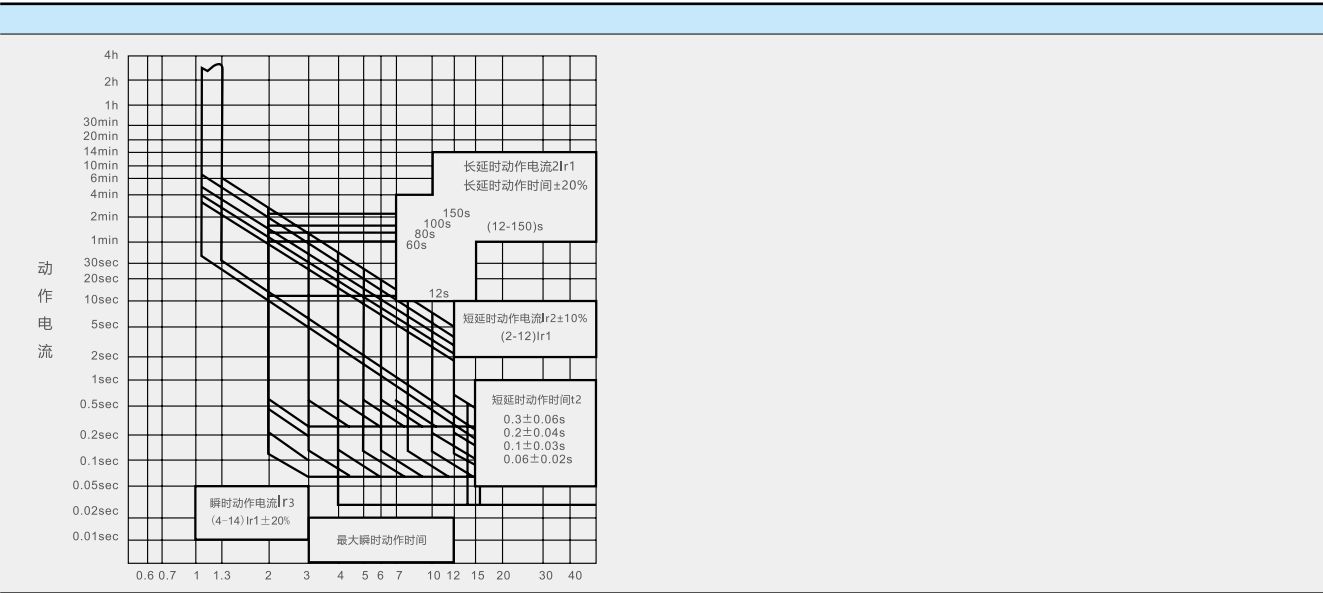 4h
2h
1h
30min
20min
14min
10min
6min
4min
2min
1min
30sec
20sec
10sec
5sec
2sec
1sec
0.5sec
0.2sec
0.1sec
0.05sec
0.02sec
0.01sec
动
作
电
流
长延时动作电流2Ir1
长延时动作时间±20%
150s
100s
80s
60s
(12-150)s
12s
短延时动作电流Ir2±10%
(2-12)Ir1
短延时动作时间t2
0.3±0.06s
0.2±0.04s
0.1±0.03s
0.06±0.02s
瞬时动作电流Ir3
(4-14)Ir1±20%
最大瞬时动作时间
0.6 0.7 1 1.3 2 3 4 5 6 7 10 12 15 20 30 40